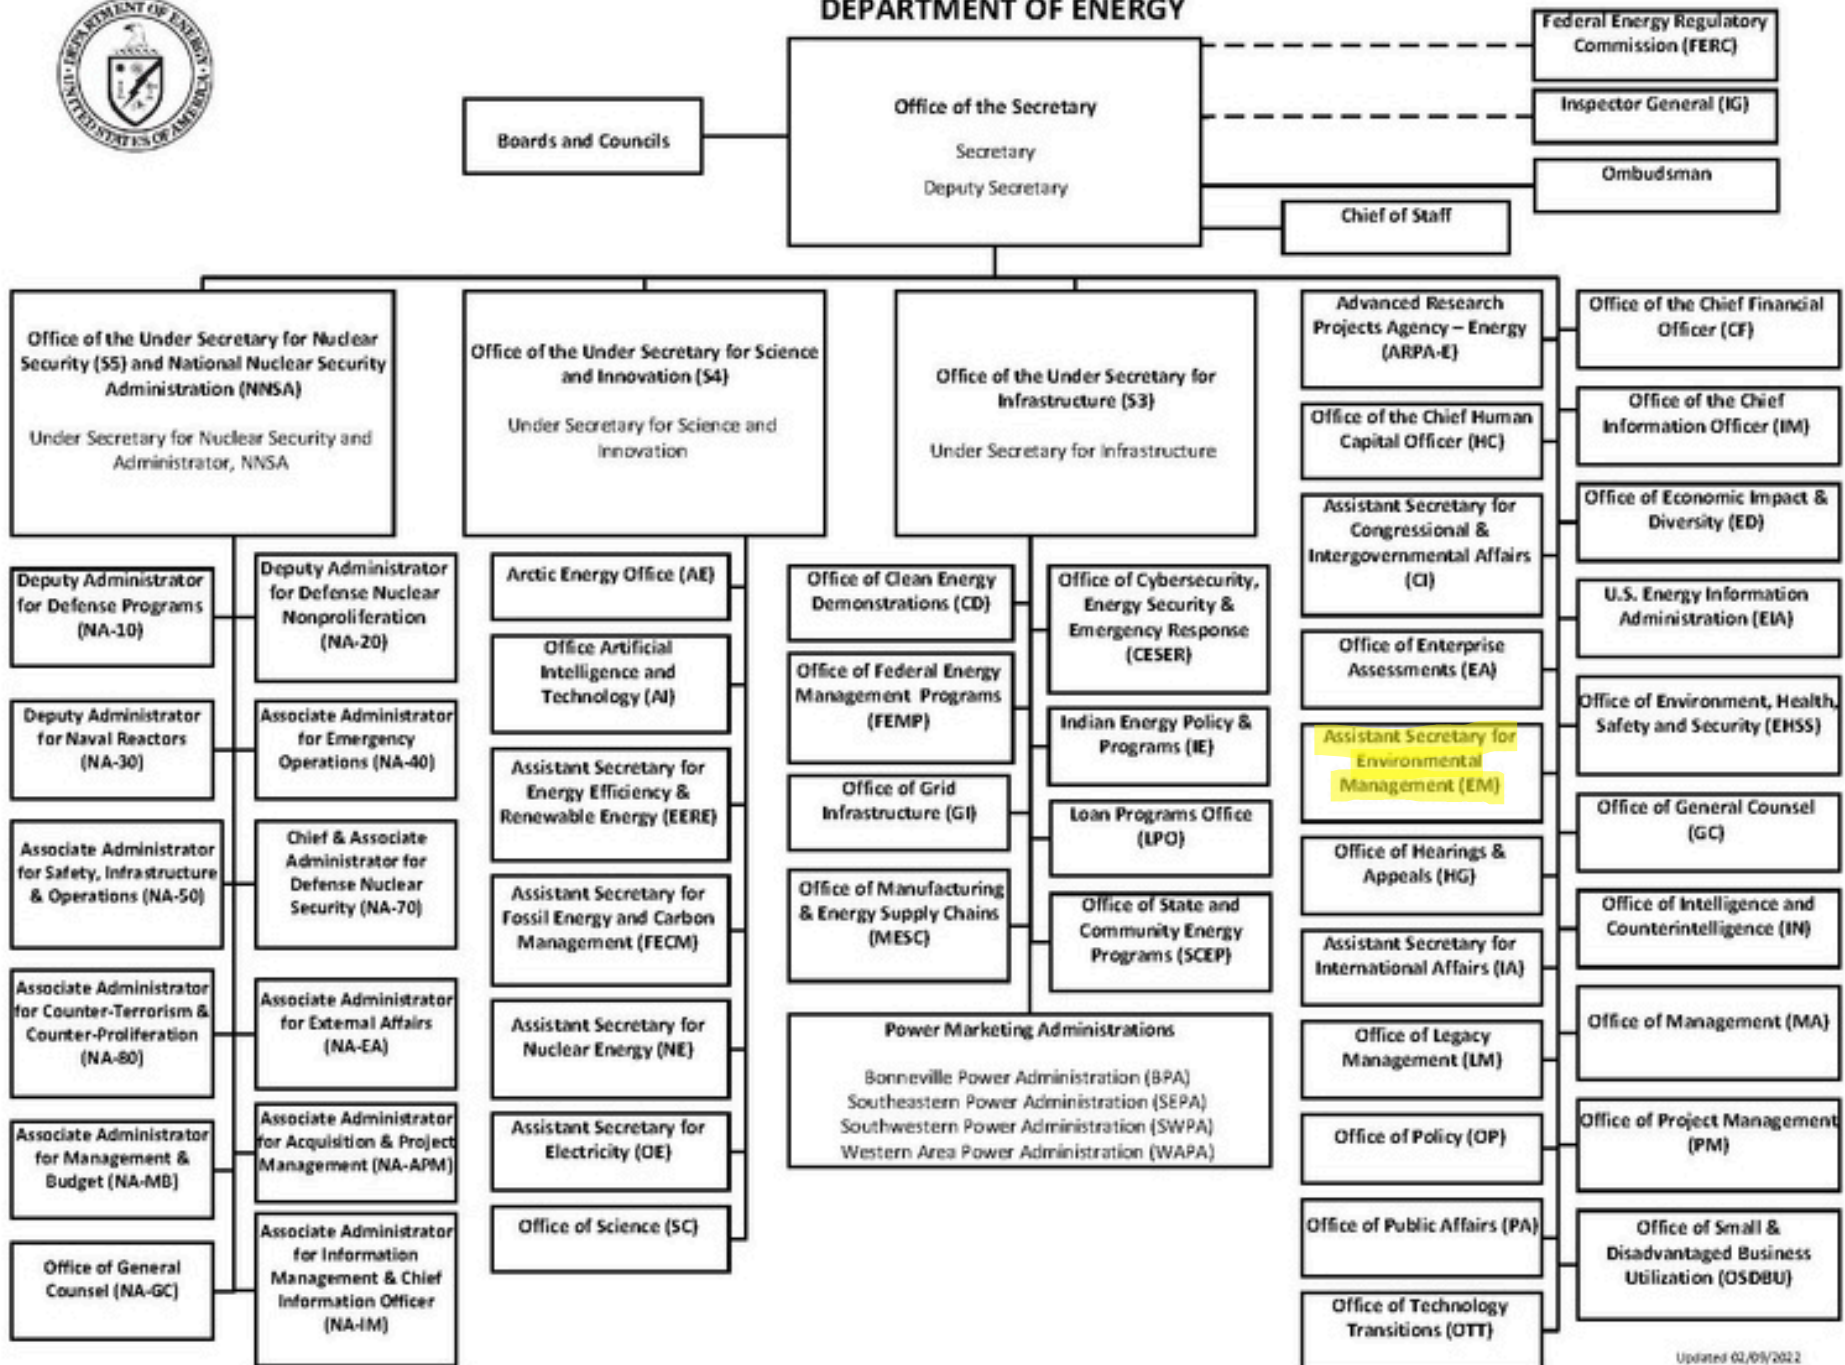 DEPARTMENT OF ENERGY
DEPARTMENT OF ENERGY
UNITED STATES OF AMERICA
Federal Energy Regulatory
Commission (FERC)
Inspector General (IG)
Ombudsman
Chief of Staff
Boards and Councils
Office of the Secretary
Secretary
Deputy Secretary
Office of the Under Secretary for Nuclear
Security (S5) and National Nuclear Security
Administration (NNSA)
Under Secretary for Nuclear Security and
Administrator, NNSA
Deputy Administrator
for Defense Programs
(NA-10)
Deputy Administrator
for Defense Nuclear
Nonproliferation
(NA-20)
Deputy Administrator
for Naval Reactors
(NA-30)
Associate Administrator
for Emergency
Operations (NA-40)
Associate Administrator
for Safety, Infrastructure
& Operations (NA-50)
Chief & Associate
Administrator for
Defense Nuclear
Security (NA-70)
Associate Administrator
for Counter-Terrorism &
Counter-Proliferation
(NA-80)
Associate Administrator
for External Affairs
(NA-EA)
Associate Administrator
for Management &
Budget (NA-MB)
Associate Administrator
for Acquisition & Project
Management (NA-APM)
Office of General
Counsel (NA-GC)
Associate Administrator
for Information
Management & Chief
Information Officer
(NA-IM)
Office of the Under Secretary for Science
and Innovation (S4)
Under Secretary for Science and
Innovation
Arctic Energy Office (AE)
Office Artificial
Intelligence and
Technology (AI)
Assistant Secretary for
Energy Efficiency &
Renewable Energy (EERE)
Assistant Secretary for
Fossil Energy and Carbon
Management (FECM)
Assistant Secretary for
Nuclear Energy (NE)
Assistant Secretary for
Electricity (OE)
Office of Science (SC)
Office of the Under Secretary for
Infrastructure (S3)
Under Secretary for Infrastructure
Office of Clean Energy
Demonstrations (CD)
Office of Federal Energy
Management Programs
(FEMP)
Office of Grid
Infrastructure (GI)
Office of Manufacturing
& Energy Supply Chains
(MESC)
Office of Cybersecurity,
Energy Security &
Emergency Response
(CESER)
Indian Energy Policy &
Programs (IE)
Loan Programs Office
(LPO)
Office of State and
Community Energy
Programs (SCEP)
Power Marketing Administrations
Bonneville Power Administration (BPA)
Southeastern Power Administration (SEPA)
Southwestern Power Administration (SWPA)
Western Area Power Administration (WAPA)
Advanced Research
Projects Agency – Energy
(ARPA-E)
Office of the Chief Human
Capital Officer (HC)
Assistant Secretary for
Congressional &
Intergovernmental Affairs
(CI)
Office of Enterprise
Assessments (EA)
Assistant Secretary for
Environmental
Management (EM)
Office of Hearings &
Appeals (HG)
Assistant Secretary for
International Affairs (IA)
Office of Legacy
Management (LM)
Office of Policy (OP)
Office of Public Affairs (PA)
Office of Technology
Transitions (OTT)
Office of the Chief Financial
Officer (CF)
Office of the Chief
Information Officer (IM)
Office of Economic Impact &
Diversity (ED)
U.S. Energy Information
Administration (EIA)
Office of Environment, Health,
Safety and Security (EHSS)
Office of General Counsel
(GC)
Office of Intelligence and
Counterintelligence (IN)
Office of Management (MA)
Office of Project Management
(PM)
Office of Small &
Disadvantaged Business
Utilization (OSDBU)
Updated 02/09/2022